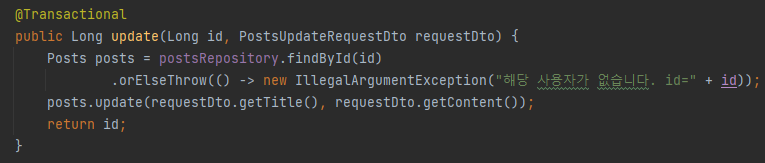 @Transactional
public Long update(Long id, PostsUpdateRequestDto requestDto) {
    Posts posts = postsRepository.findById(id)
            .orElseThrow(() -> new IllegalArgumentException("해당 사용자가 없습니다. id=" + id));
    posts.update(requestDto.getTitle(), requestDto.getContent());
    return id;
}